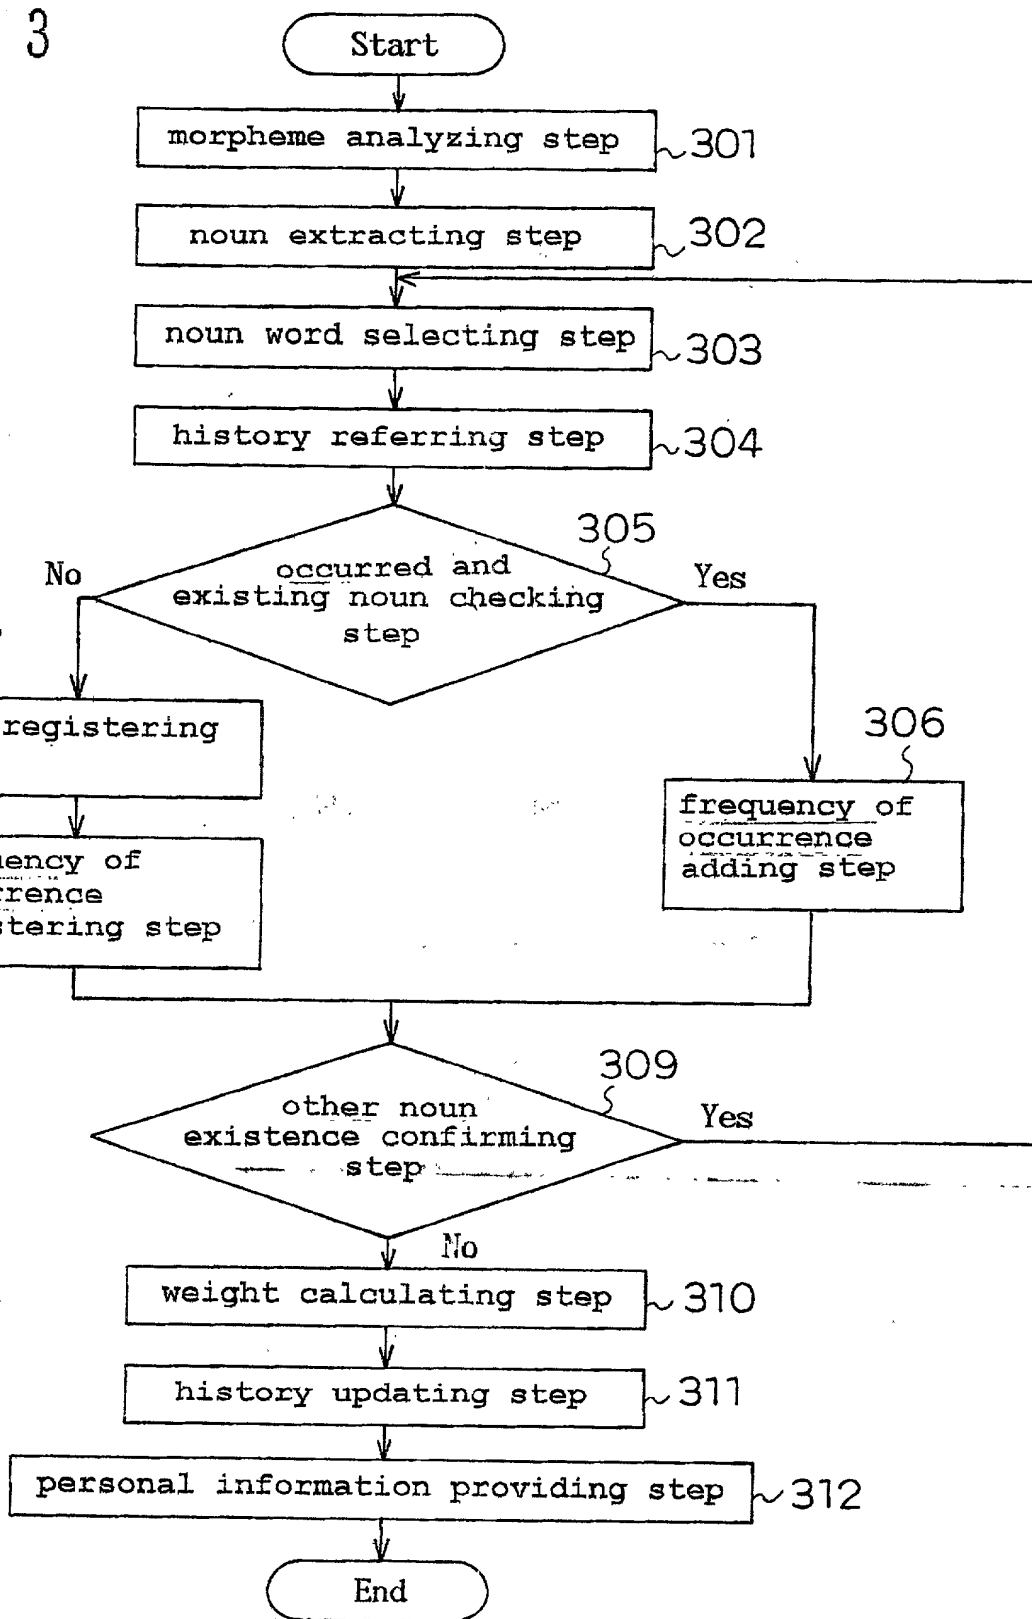 3
Start
morpheme analyzing step
301
noun extracting step
302
noun word selecting step
303
history referring step
304
305
occurred and
existing noun checking
step
No
Yes
registering
306
frequency of
occurrence
adding step
of
stering step
309
other noun
existence confirming
step
Yes
No
weight calculating step
310
history updating step
311
personal information providing step
312
End